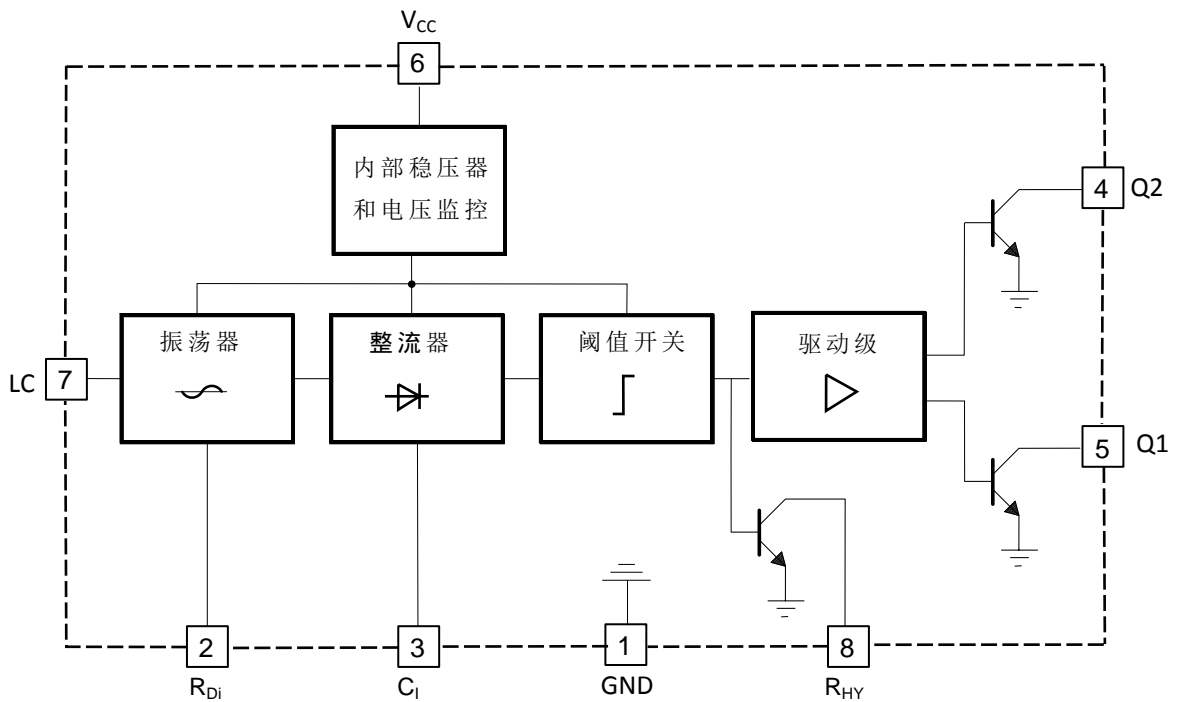 VCC
6
内部稳压器
和电压监控
4 Q2
振荡器
整流器
阈值开关
驱动级
LC 7
5 Q1
2
3
1
8
RDi
CI
GND
RHY